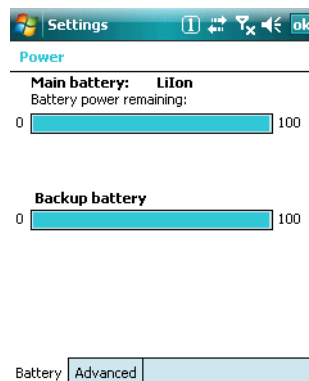 Settings ok
Power
Main battery: LiIon
Battery power remaining:
0 100
Backup battery
0 100
Battery Advanced